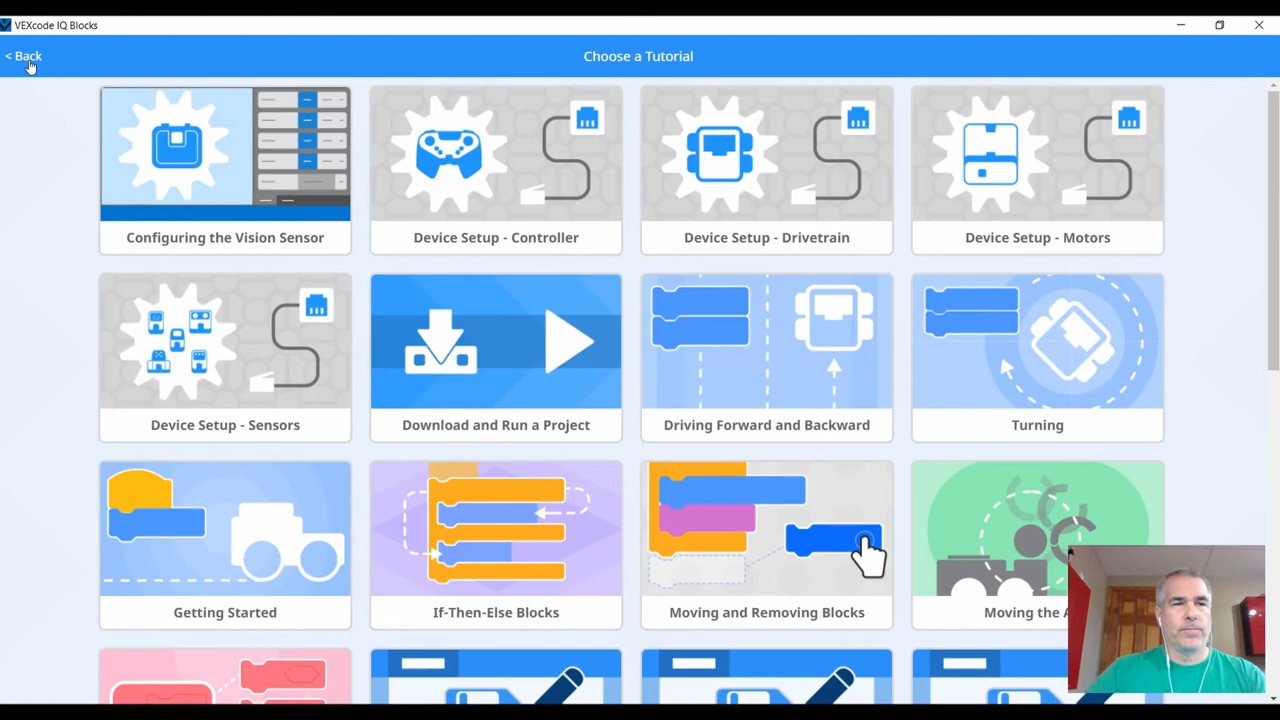 VEXcode IQ Blocks
< Back
Choose a Tutorial
Configuring the Vision Sensor
Device Setup - Controller
Device Setup - Drivetrain
Device Setup - Motors
Device Setup - Sensors
Download and Run a Project
Driving Forward and Backward
Turning
Getting Started
If-Then-Else Blocks
Moving and Removing Blocks
Moving the